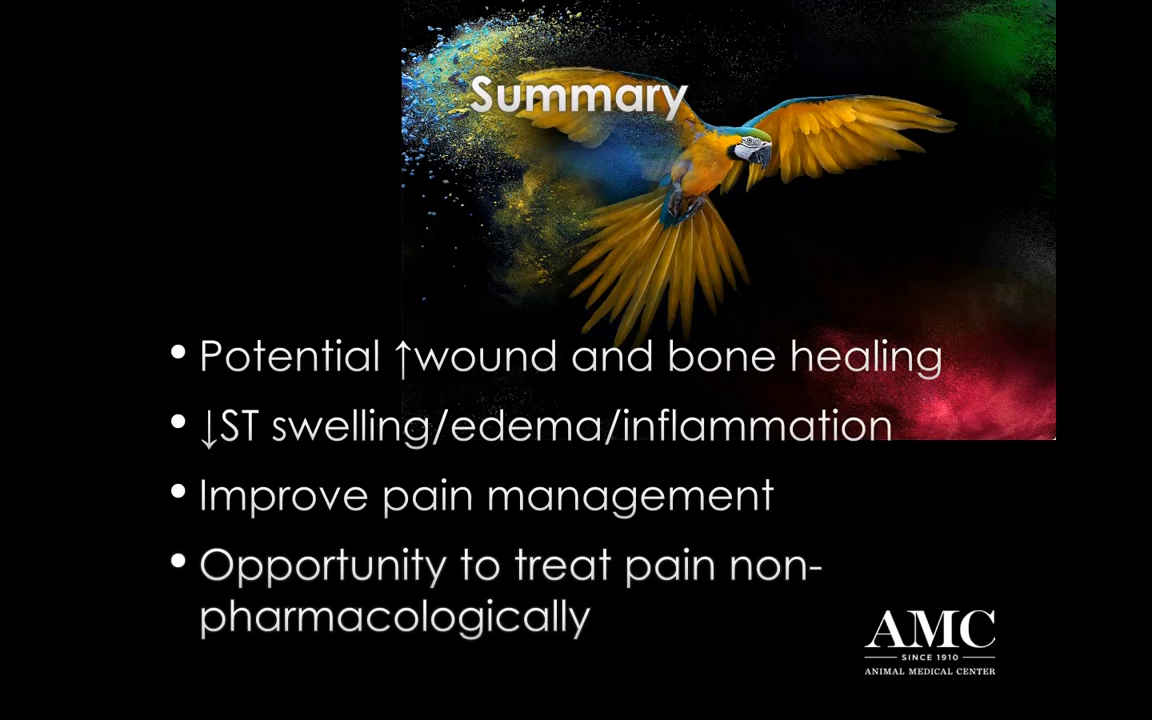 Summary
• Potential ↑wound and bone healing
• ↓ST swelling/edema/inflammation
• Improve pain management
• Opportunity to treat pain non-
pharmacologically
AMC
SINCE 1910
ANIMAL MEDICAL CENTER